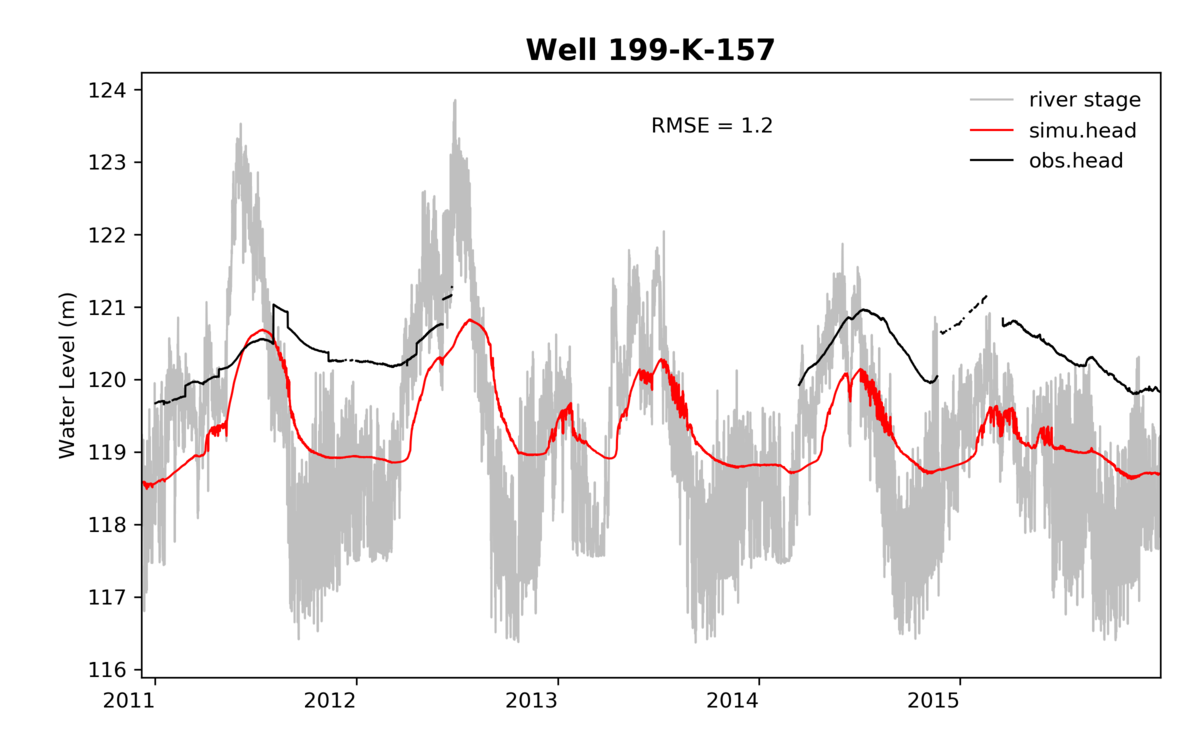 Well 199-K-157
124
123
122
121
120
119
118
117
116
Water Level (m)
RMSE = 1.2
river stage
simu.head
obs.head
2011
2012
2013
2014
2015